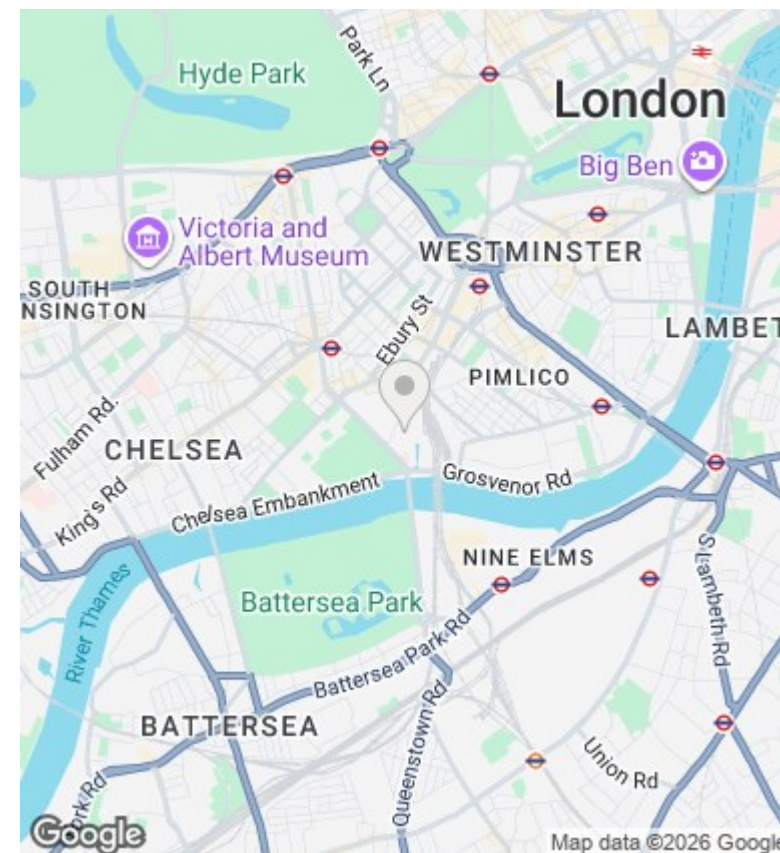 Park Ln
Hyde Park
London
Big Ben
Victoria and
Albert Museum
WESTMINSTER
SOUTH
NSINGTON
Ebury St
LAMBET
PIMLICO
Fulham Rd.
CHELSEA
King's Rd
Chelsea Embankment
Grosvenor Rd
NINE ELMS
S Lambeth Rd
River Thames
Battersea Park
Battersea Park Rd
BATTERSEA
Queenstown Rd
Union Rd
ork Rd
Google
Map data ©2026 Google